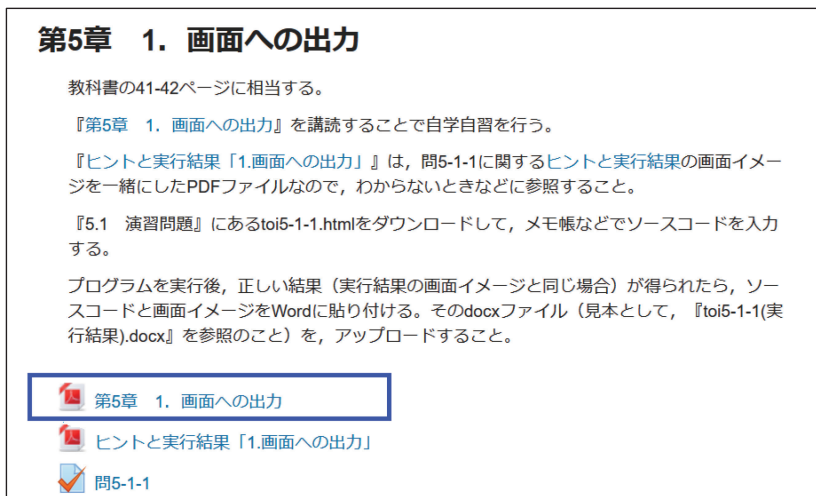 第5章　1．画面への出力
教科書の41-42ページに相当する。
『第5章　1．画面への出力』を講読することで自学自習を行う。
『ヒントと実行結果「1.画面への出力」』は，問5-1-1に関するヒントと実行結果の画面イメー
ジを一緒にしたPDFファイルなので，わからないときなどに参照すること。
『5.1　演習問題』にあるtoi5-1-1.htmlをダウンロードして，メモ帳などでソースコードを入力
する。
プログラムを実行後，正しい結果（実行結果の画面イメージと同じ場合）が得られたら，ソー
スコードと画面イメージをWordに貼り付ける。そのdocxファイル（見本として，『toi5-1-1(実
行結果).docx』を参照のこと）を，アップロードすること。
第5章　1．画面への出力
ヒントと実行結果「1.画面への出力」
問5-1-1